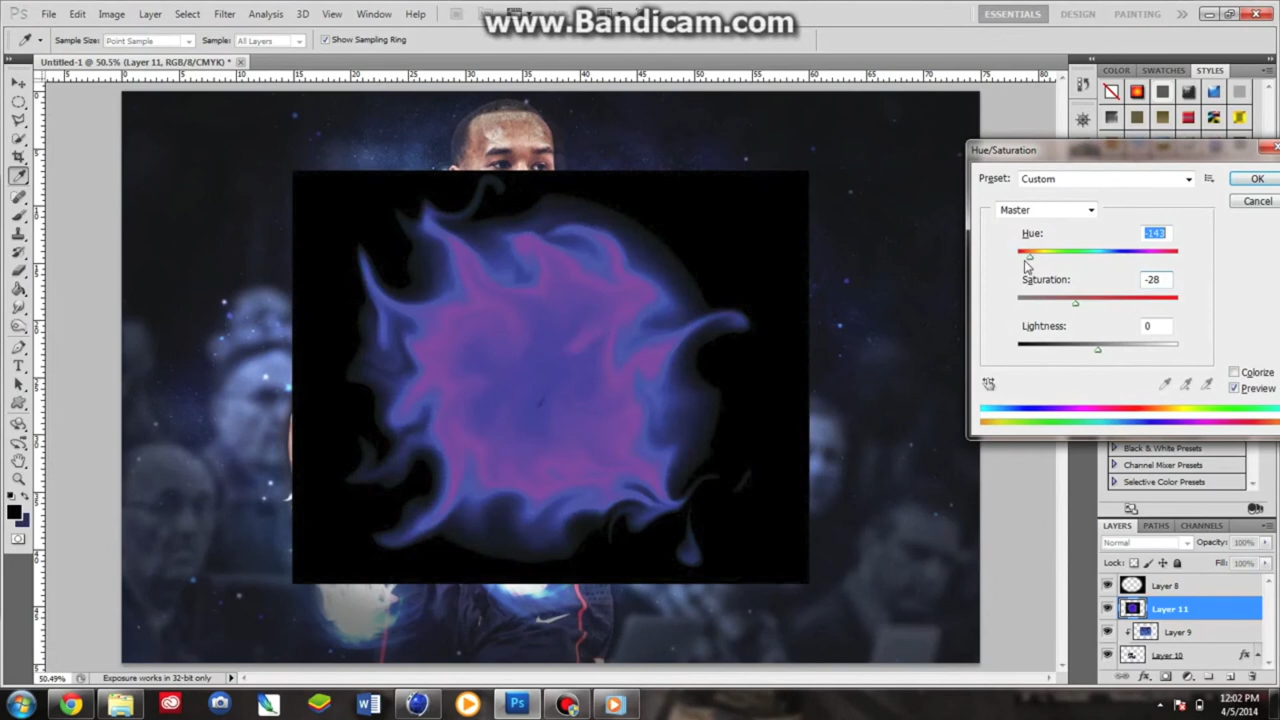 www.Bandicam.com
Ps File Edit Image Layer Select Filter Analysis 3D View Window Help
ESSENTIALS DESIGN PAINTING
Sample Size: Point Sample Sample: All Layers Show Sampling Ring
Untitled-1 @ 50.5% (Layer 11, RGB/8/CMYK) *
COLOR SWATCHES STYLES
Hue/Saturation
Preset: Custom OK
Cancel
Master
Hue: -143
Saturation: -28
Lightness: 0
Colorize
Preview
Black & White Presets
Channel Mixer Presets
Selective Color Presets
LAYERS PATHS CHANNELS
Normal Opacity: 100%
Lock: Fill: 100%
Layer 8
Layer 11
Layer 9
Layer 10 fx
50.49% Exposure works in 32-bit only
12:02 PM
4/5/2014